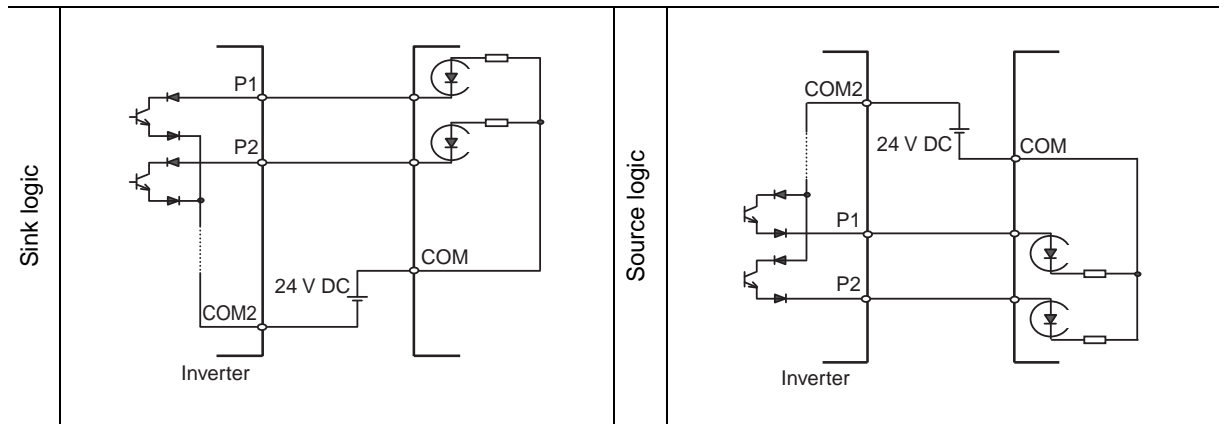 Sink logic
P1
P2
COM
24 V DC
COM2
Inverter
Source logic
COM2
24 V DC
COM
P1
P2
Inverter